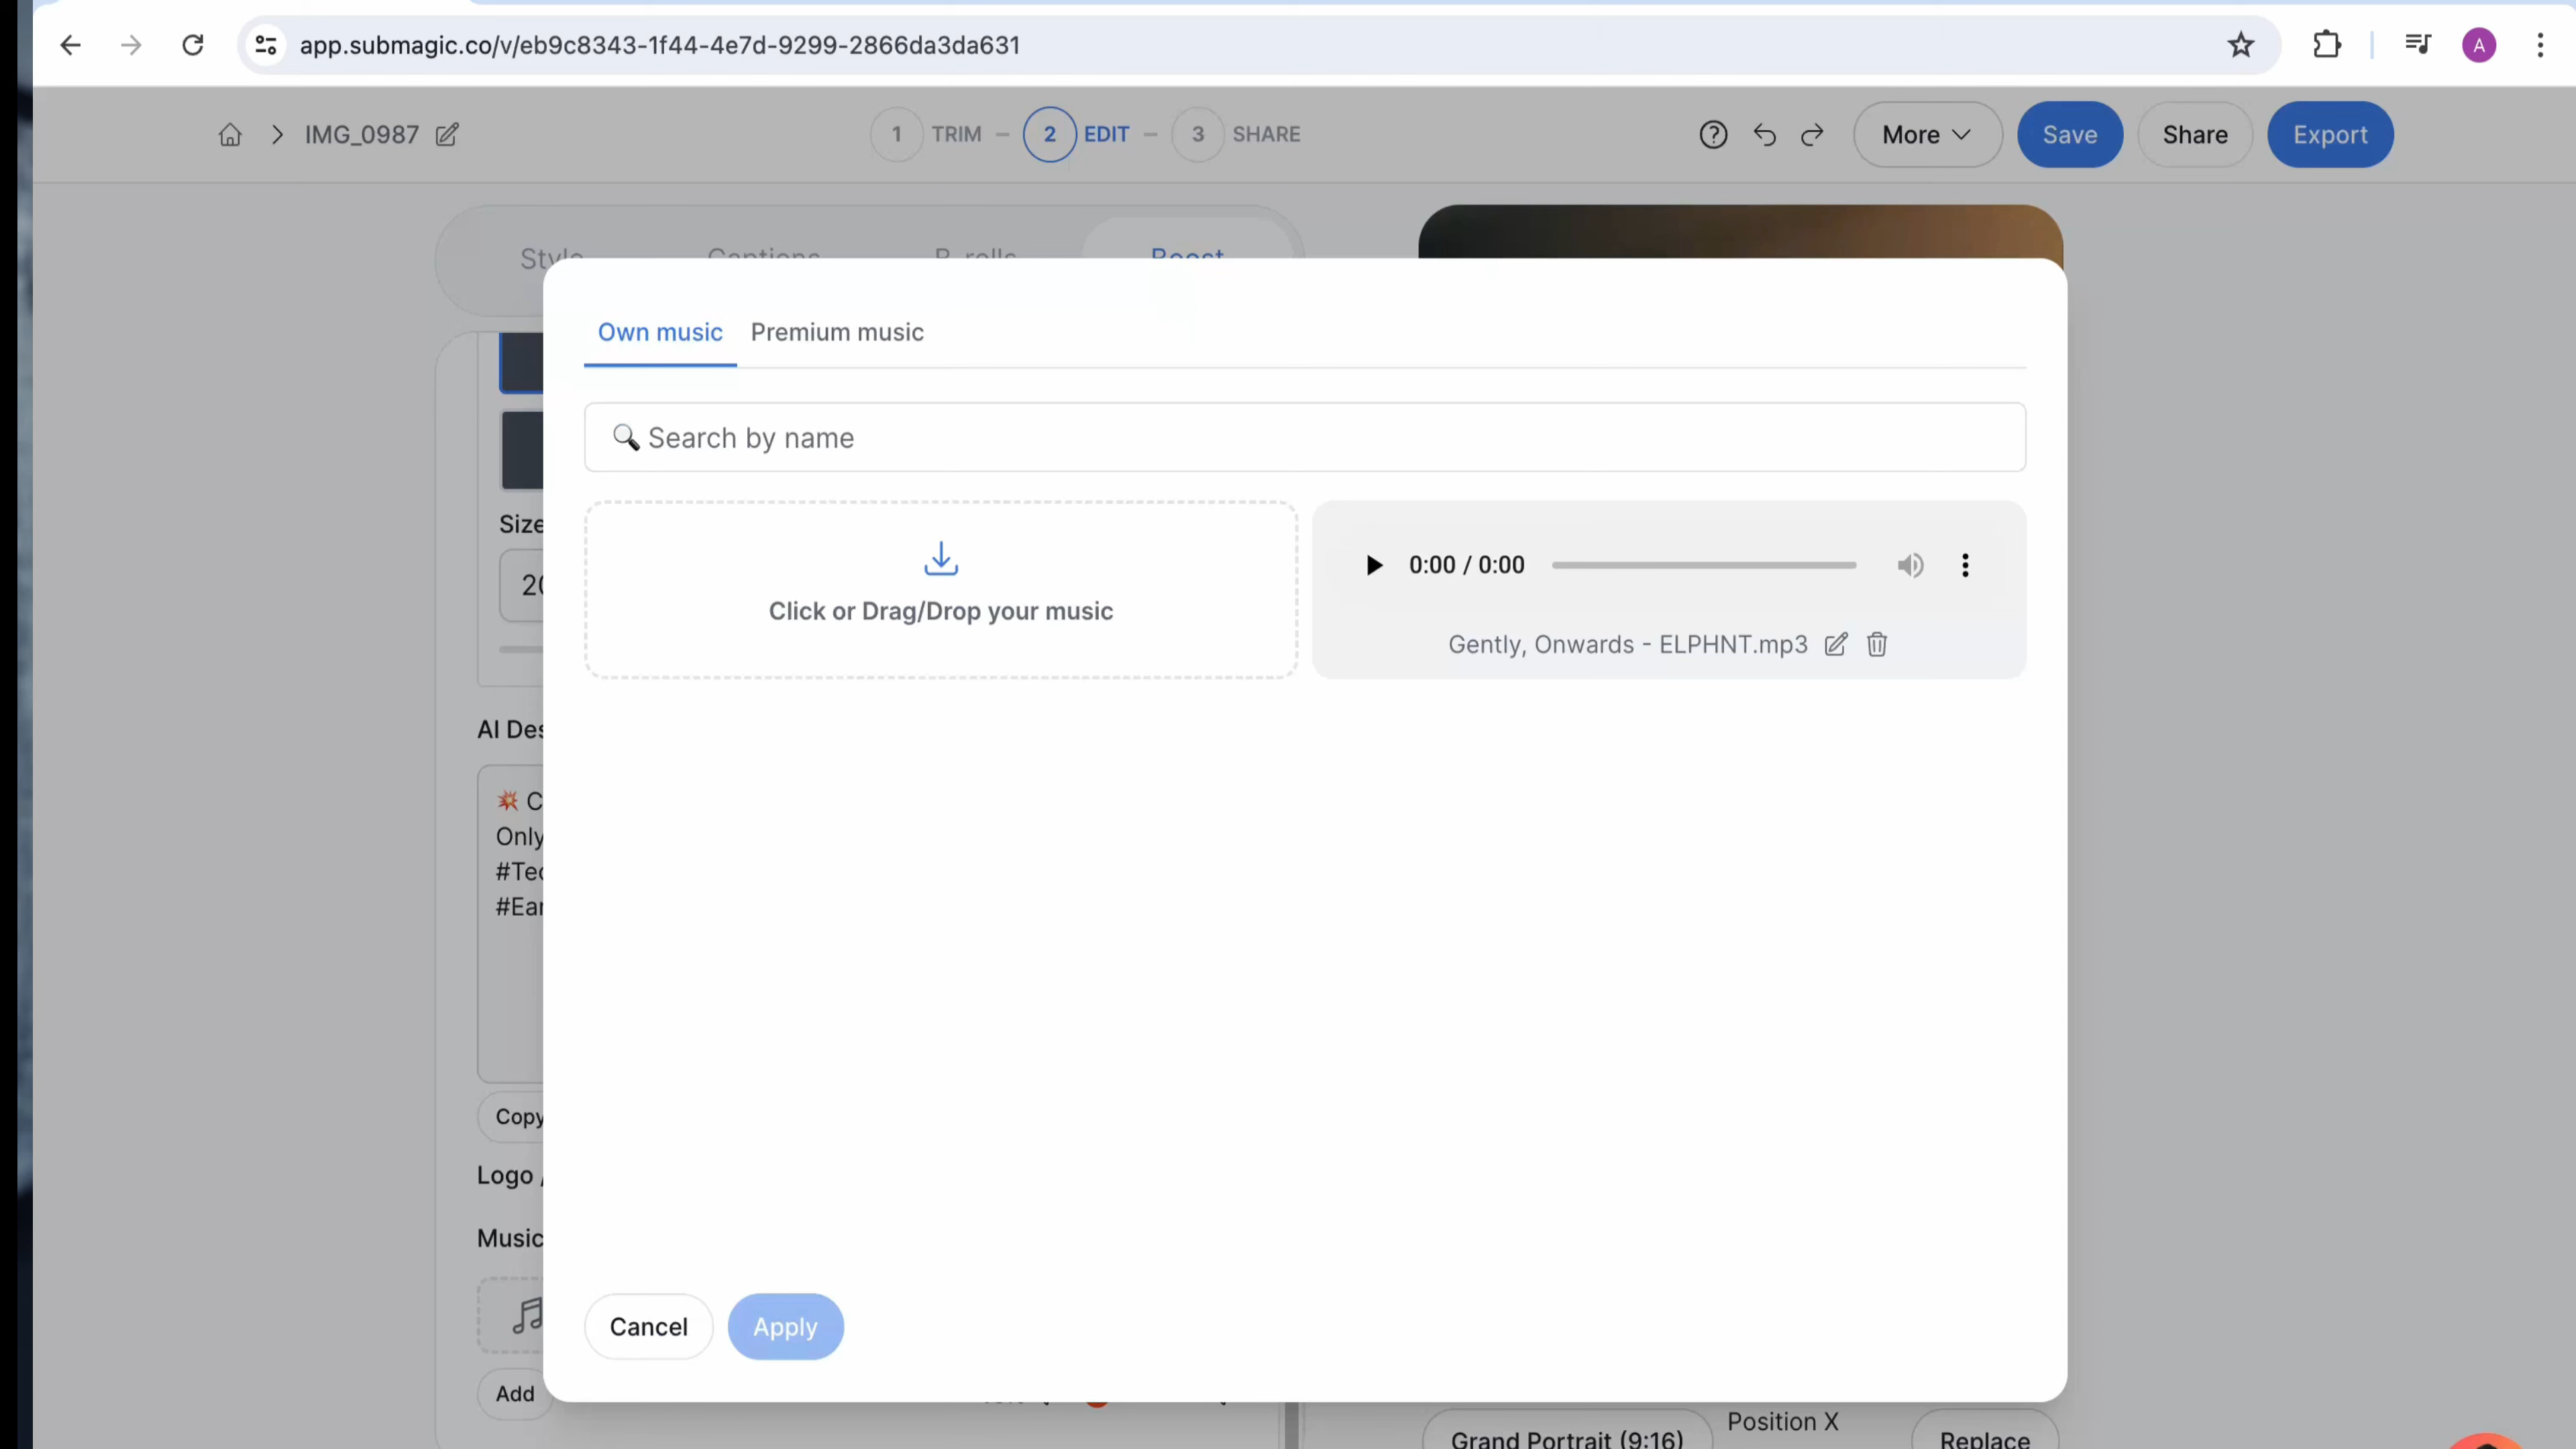 app.submagic.co/v/eb9c8343-1f44-4e7d-9299-2866da3da631
A
IMG_0987
1 TRIM – 2 EDIT – 3 SHARE
More
Save
Share
Export
Style
Captions
B-rolls
Boost
Own music
Premium music
🔍 Search by name
Click or Drag/Drop your music
0:00 / 0:00
Gently, Onwards - ELPHNT.mp3
Size
20
AI Des
💥 C
Only
#Tec
#Ear
Copy
Logo
Music
Cancel
Apply
Add
Grand Portrait (9:16)
Position X
Replace